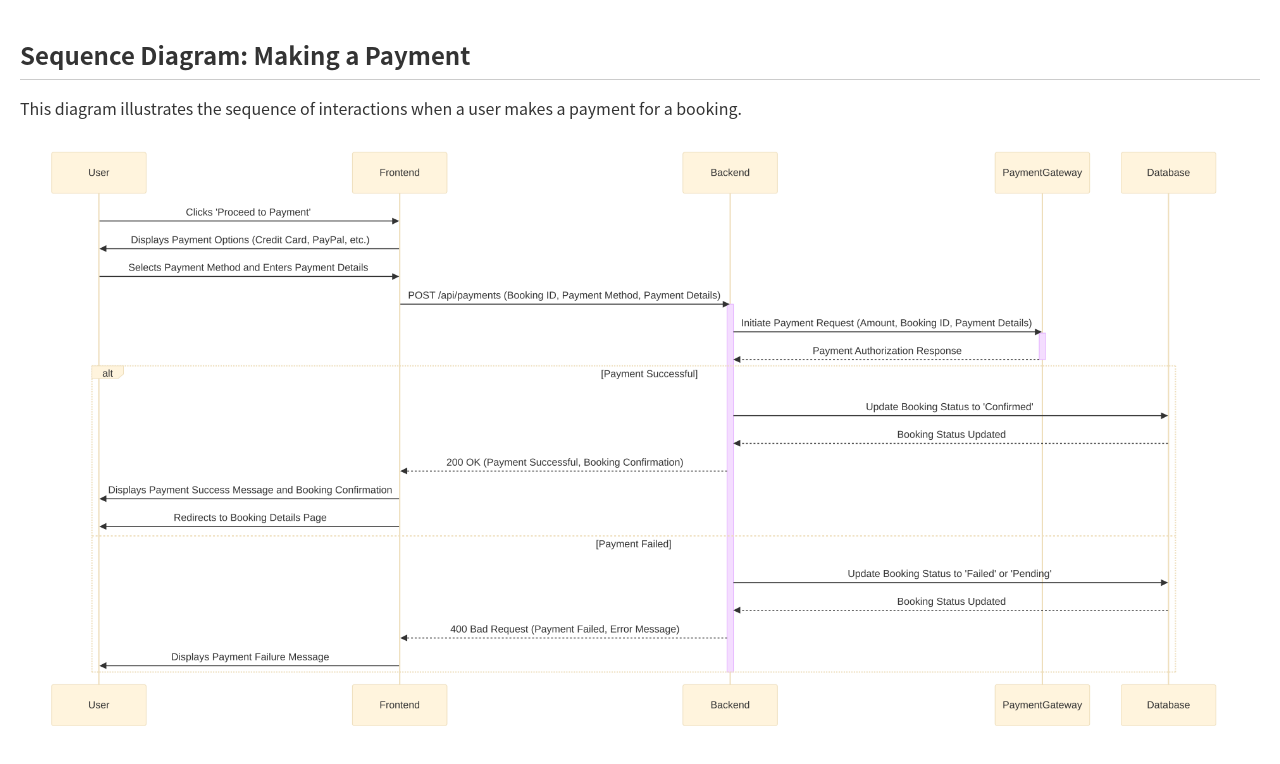 Sequence Diagram: Making a Payment
This diagram illustrates the sequence of interactions when a user makes a payment for a booking.
User
Frontend
Backend
PaymentGateway
Database
Clicks 'Proceed to Payment'
Displays Payment Options (Credit Card, PayPal, etc.)
Selects Payment Method and Enters Payment Details
POST /api/payments (Booking ID, Payment Method, Payment Details)
Initiate Payment Request (Amount, Booking ID, Payment Details)
Payment Authorization Response
alt
[Payment Successful]
Update Booking Status to 'Confirmed'
Booking Status Updated
200 OK (Payment Successful, Booking Confirmation)
Displays Payment Success Message and Booking Confirmation
Redirects to Booking Details Page
[Payment Failed]
Update Booking Status to 'Failed' or 'Pending'
Booking Status Updated
400 Bad Request (Payment Failed, Error Message)
Displays Payment Failure Message
User
Frontend
Backend
PaymentGateway
Database